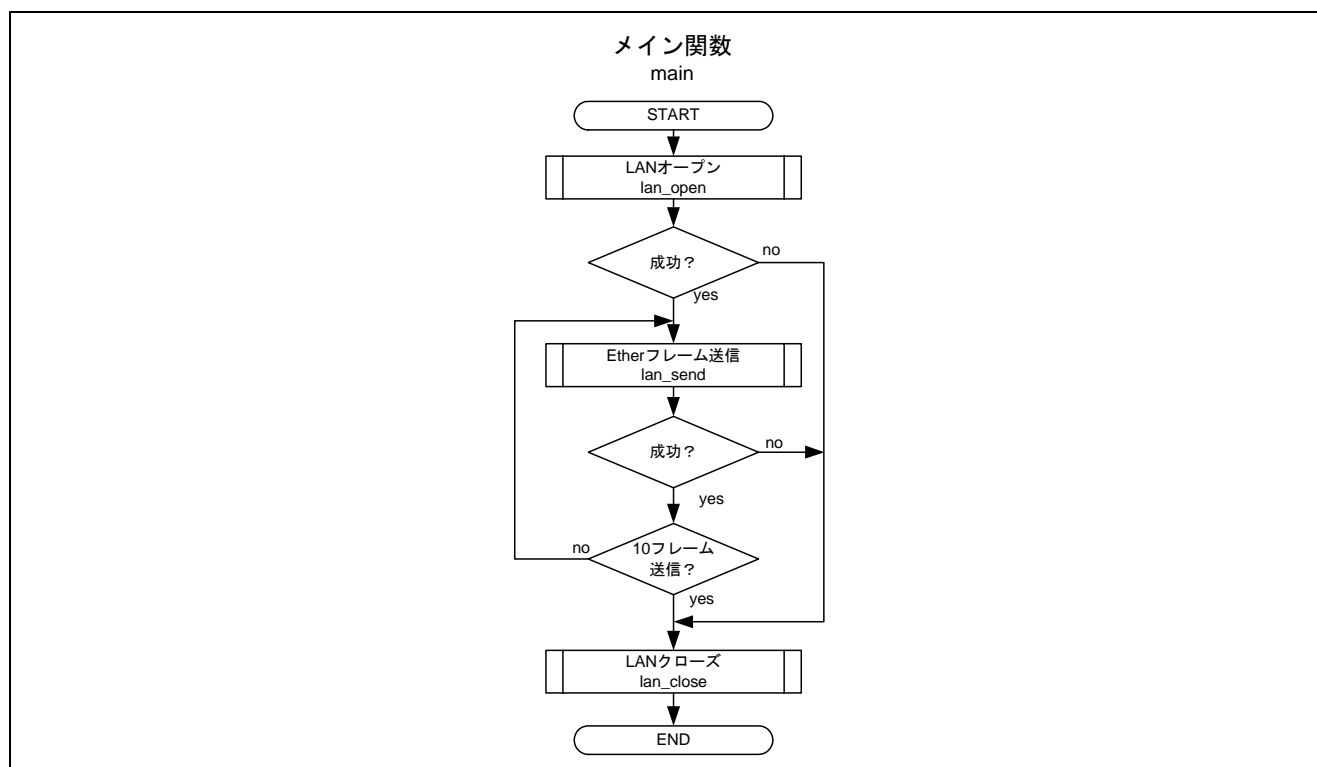 メイン関数
main
START
LANオープン
lan_open
成功？
no
yes
Etherフレーム送信
lan_send
成功？
no
yes
10フレーム
送信？
no
yes
LANクローズ
lan_close
END